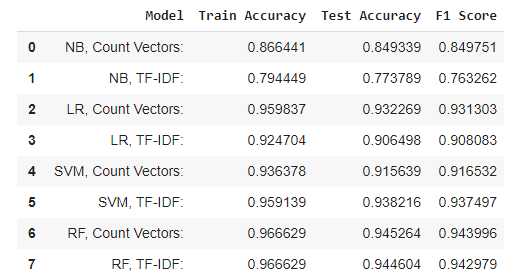 Model Train Accuracy Test Accuracy F1 Score
0 NB, Count Vectors: 0.866441 0.849339 0.849751
1 NB, TF-IDF: 0.794449 0.773789 0.763262
2 LR, Count Vectors: 0.959837 0.932269 0.931303
3 LR, TF-IDF: 0.924704 0.906498 0.908083
4 SVM, Count Vectors: 0.936378 0.915639 0.916532
5 SVM, TF-IDF: 0.959139 0.938216 0.937497
6 RF, Count Vectors: 0.966629 0.945264 0.943996
7 RF, TF-IDF: 0.966629 0.944604 0.942979